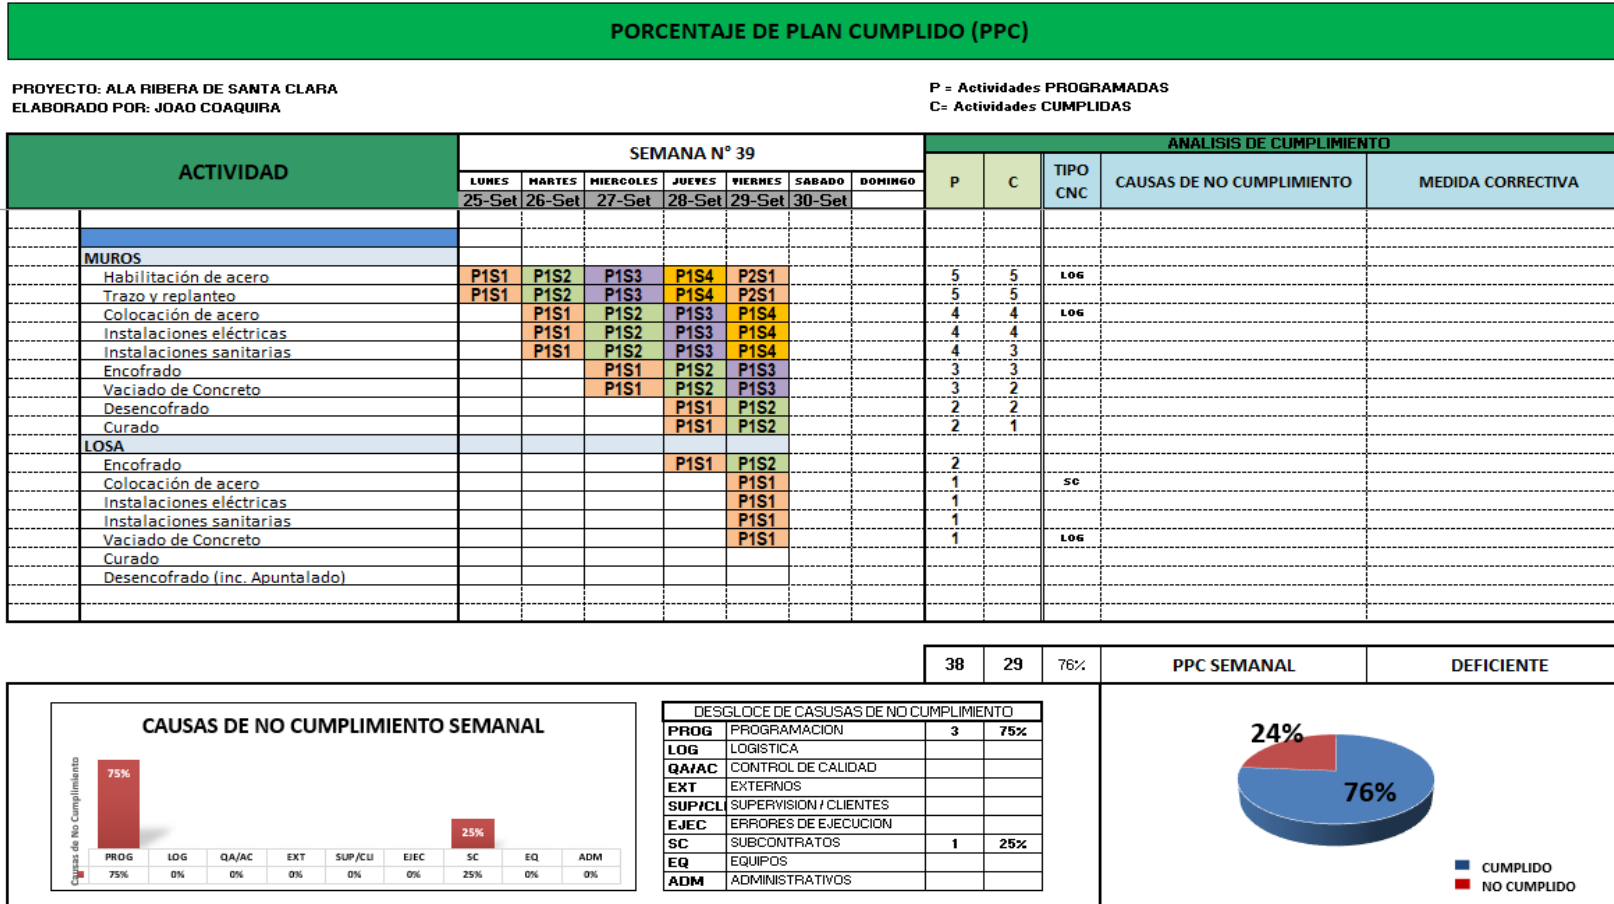 PORCENTAJE DE PLAN CUMPLIDO (PPC)
PROYECTO: ALA RIBERA DE SANTA CLARA
ELABORADO POR: JOAO COAQUIRA
P = Actividades PROGRAMADAS
C= Actividades CUMPLIDAS
ACTIVIDAD
SEMANA N° 39
ANALISIS DE CUMPLIMIENTO
LUNES MARTES MIERCOLES JUEVES VIERNES SABADO DOMINGO
25-Set 26-Set 27-Set 28-Set 29-Set 30-Set
P C TIPO CNC CAUSAS DE NO CUMPLIMIENTO MEDIDA CORRECTIVA
MUROS
Habilitación de acero P1S1 P1S2 P1S3 P1S4 P2S1 5 5 LOG
Trazo y replanteo P1S1 P1S2 P1S3 P1S4 P2S1 5 5
Colocación de acero P1S1 P1S2 P1S3 P1S4 4 4 LOG
Instalaciones eléctricas P1S1 P1S2 P1S3 P1S4 4 4
Instalaciones sanitarias P1S1 P1S2 P1S3 P1S4 4 3
Encofrado P1S1 P1S2 P1S3 3 3
Vaciado de Concreto P1S1 P1S2 P1S3 3 2
Desencofrado P1S1 P1S2 2 2
Curado P1S1 P1S2 2 1
LOSA
Encofrado P1S1 P1S2 2
Colocación de acero P1S1 1 SC
Instalaciones eléctricas P1S1 1
Instalaciones sanitarias P1S1 1
Vaciado de Concreto P1S1 1 LOG
Curado
Desencofrado (inc. Apuntalado)
38 29 76% PPC SEMANAL DEFICIENTE
CAUSAS DE NO CUMPLIMIENTO SEMANAL
Causas de No Cumplimiento
75%
25%
PROG LOG QA/AC EXT SUP/CLI EJEC SC EQ ADM
75% 0% 0% 0% 0% 0% 25% 0% 0%
DESGLOCE DE CASUSAS DE NO CUMPLIMIENTO
PROG PROGRAMACION 3 75%
LOG LOGISTICA
QA/AC CONTROL DE CALIDAD
EXT EXTERNOS
SUP/CLI SUPERVISION / CLIENTES
EJEC ERRORES DE EJECUCION
SC SUBCONTRATOS 1 25%
EQ EQUIPOS
ADM ADMINISTRATIVOS
24%
76%
CUMPLIDO
NO CUMPLIDO